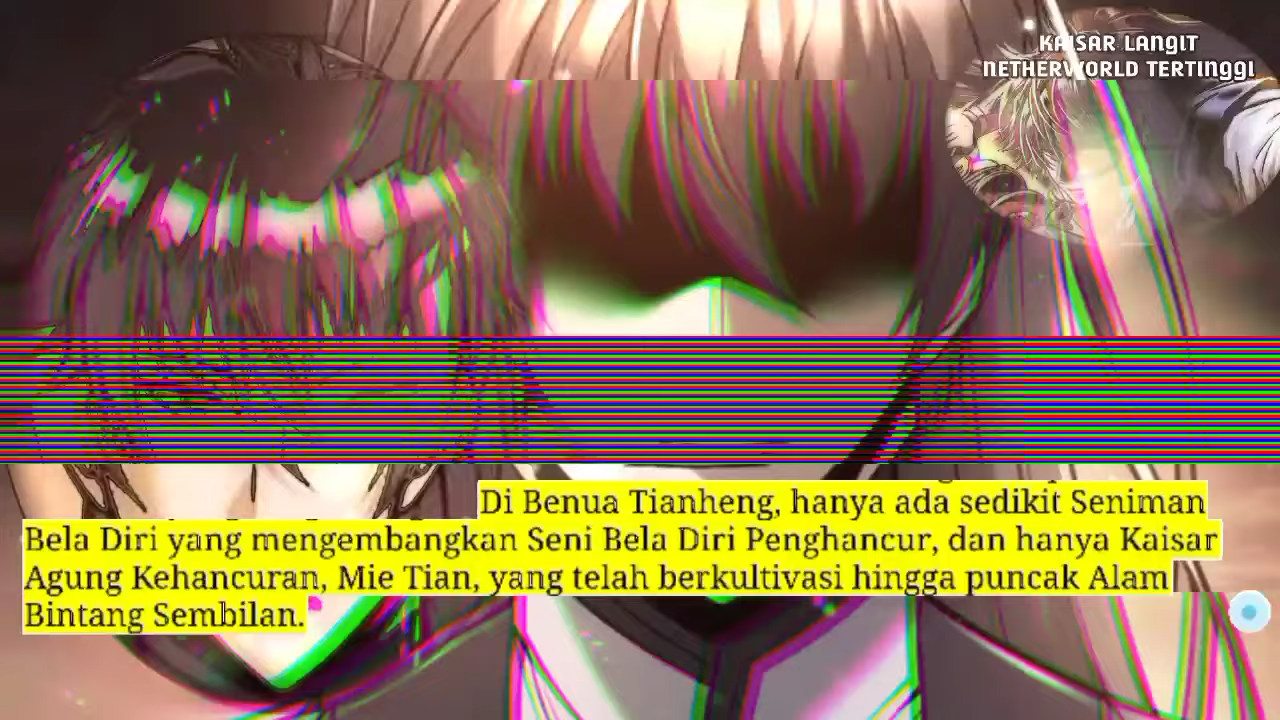 KAISAR LANGIT
NETHERWORLD TERTINGGI
Di Benua Tianheng, hanya ada sedikit Seniman
Bela Diri yang mengembangkan Seni Bela Diri Penghancur, dan hanya Kaisar
Agung Kehancuran, Mie Tian, yang telah berkultivasi hingga puncak Alam
Bintang Sembilan.